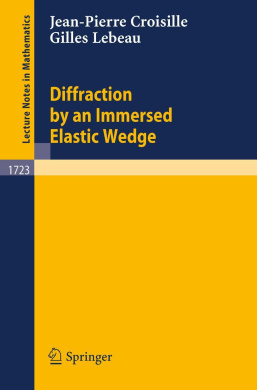 Jean-Pierre Croisille
Gilles Lebeau
Lecture Notes in Mathematics
Diffraction
by an Immersed
Elastic Wedge
1723
Springer